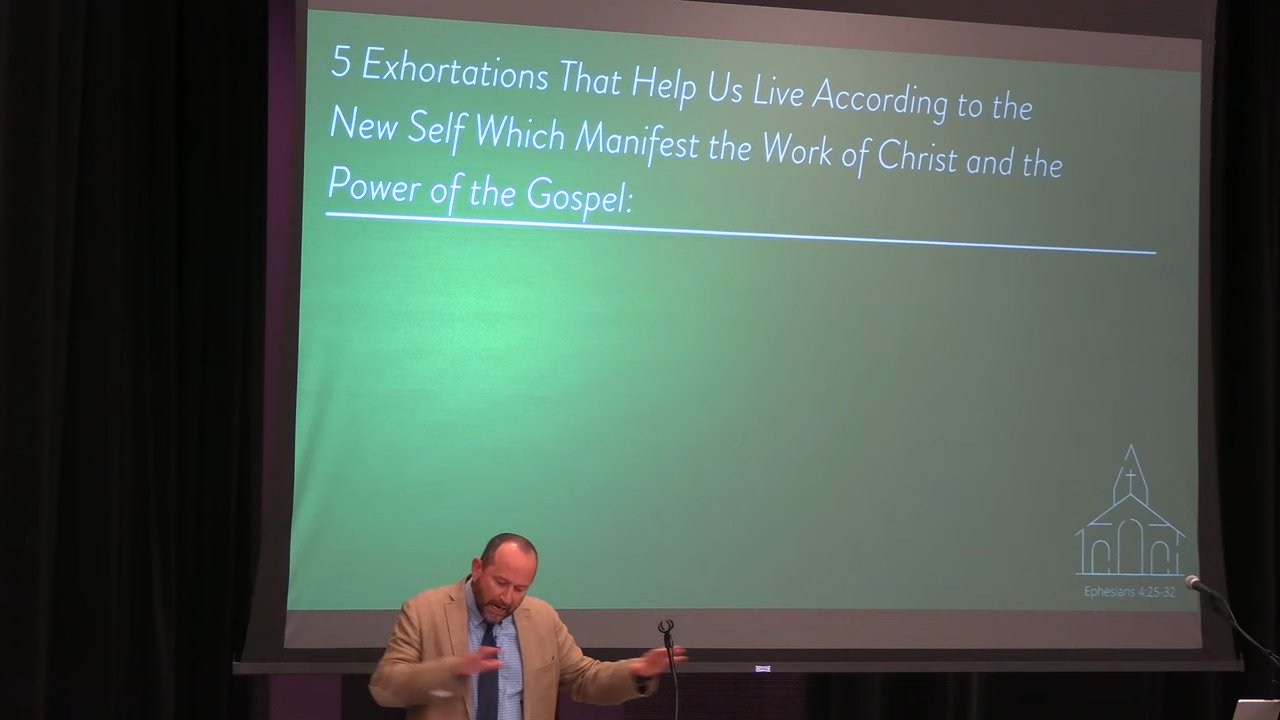 5 Exhortations That Help Us Live According to the
New Self Which Manifest the Work of Christ and the
Power of the Gospel:
Ephesians 4:25-32